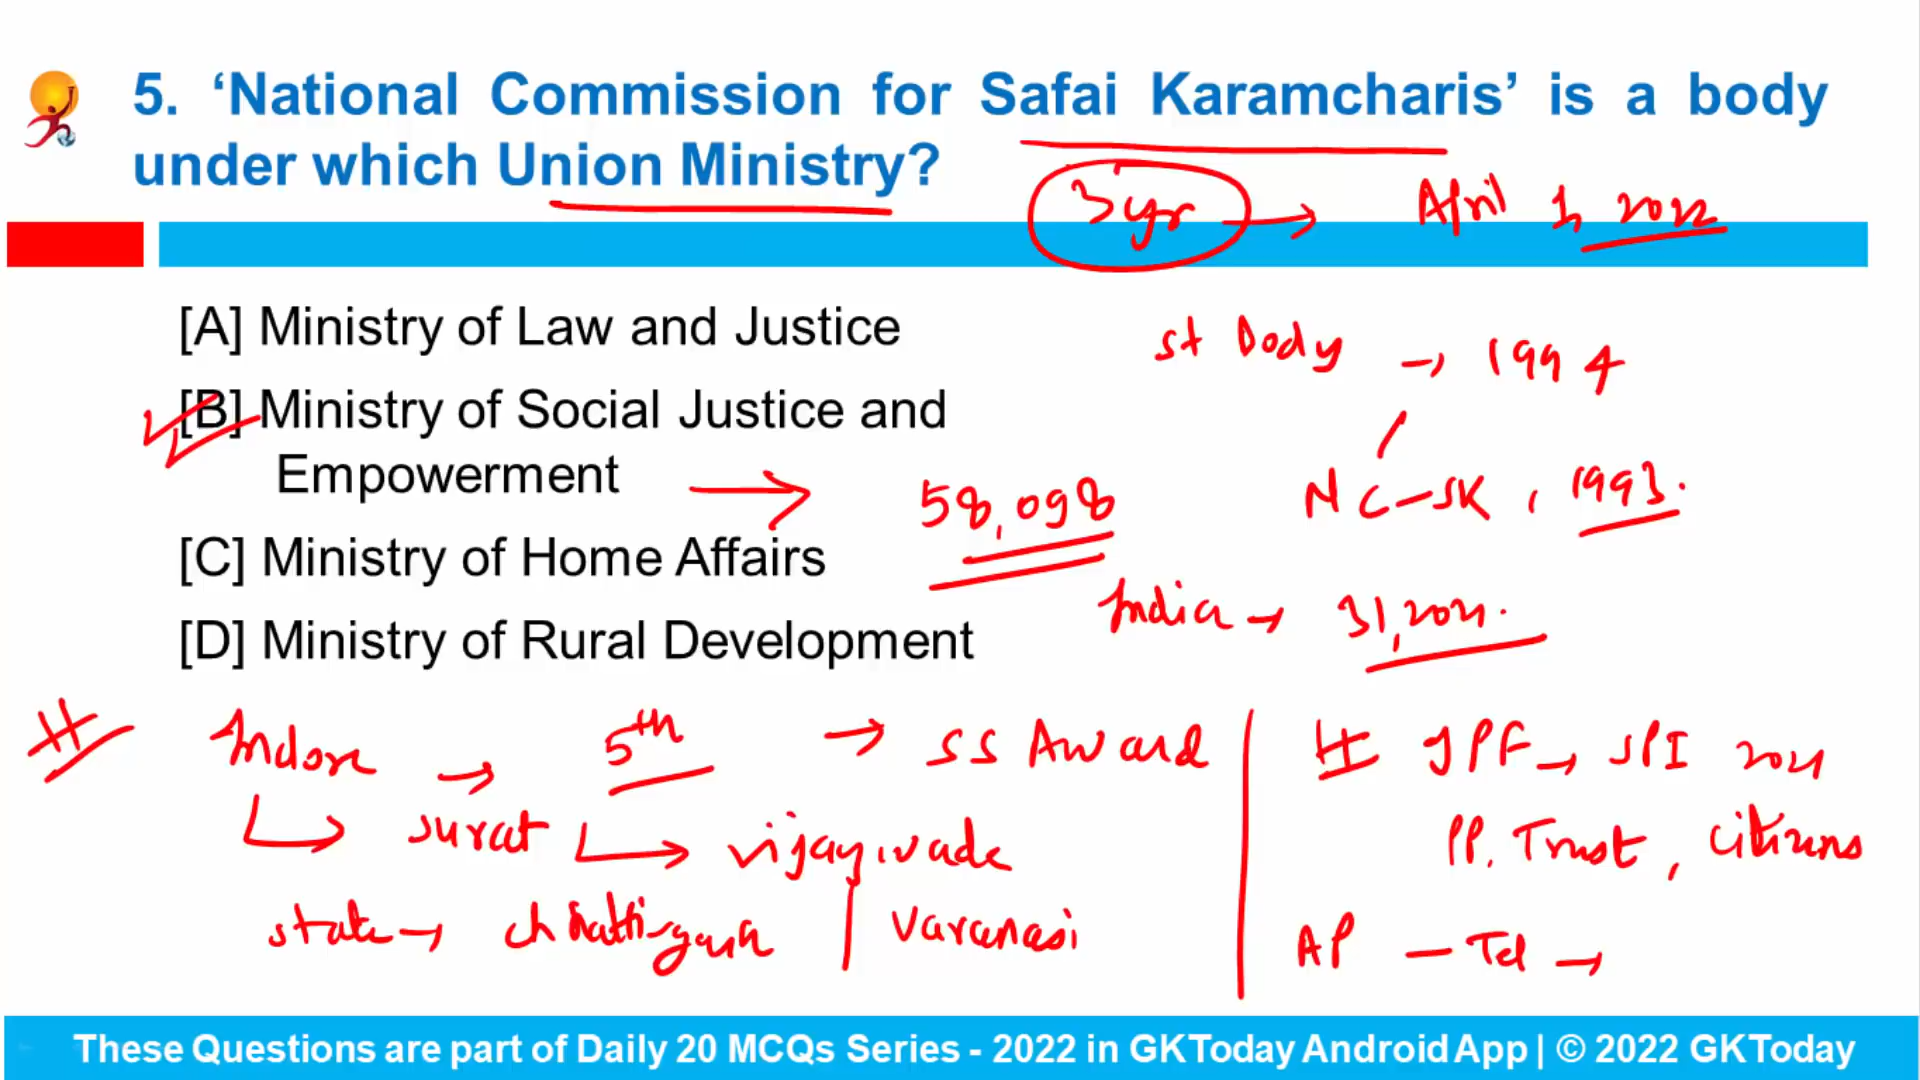 5. ‘National Commission for Safai Karamcharis’ is a body
under which Union Ministry?
3 yr → April 1, 2022
[A] Ministry of Law and Justice
st Body → 1994
[B] Ministry of Social Justice and
Empowerment → 58,098
NC-SK, 1993.
[C] Ministry of Home Affairs
India → 31, 2021.
[D] Ministry of Rural Development
Indore → 5th → SS Award
Surat → vijayawada
state → chhattisgarh | Varanasi
IPF → SPI 2021
PP. Trust, Citizens
AP - Tel →
These Questions are part of Daily 20 MCQs Series - 2022 in GKToday Android App | © 2022 GKToday